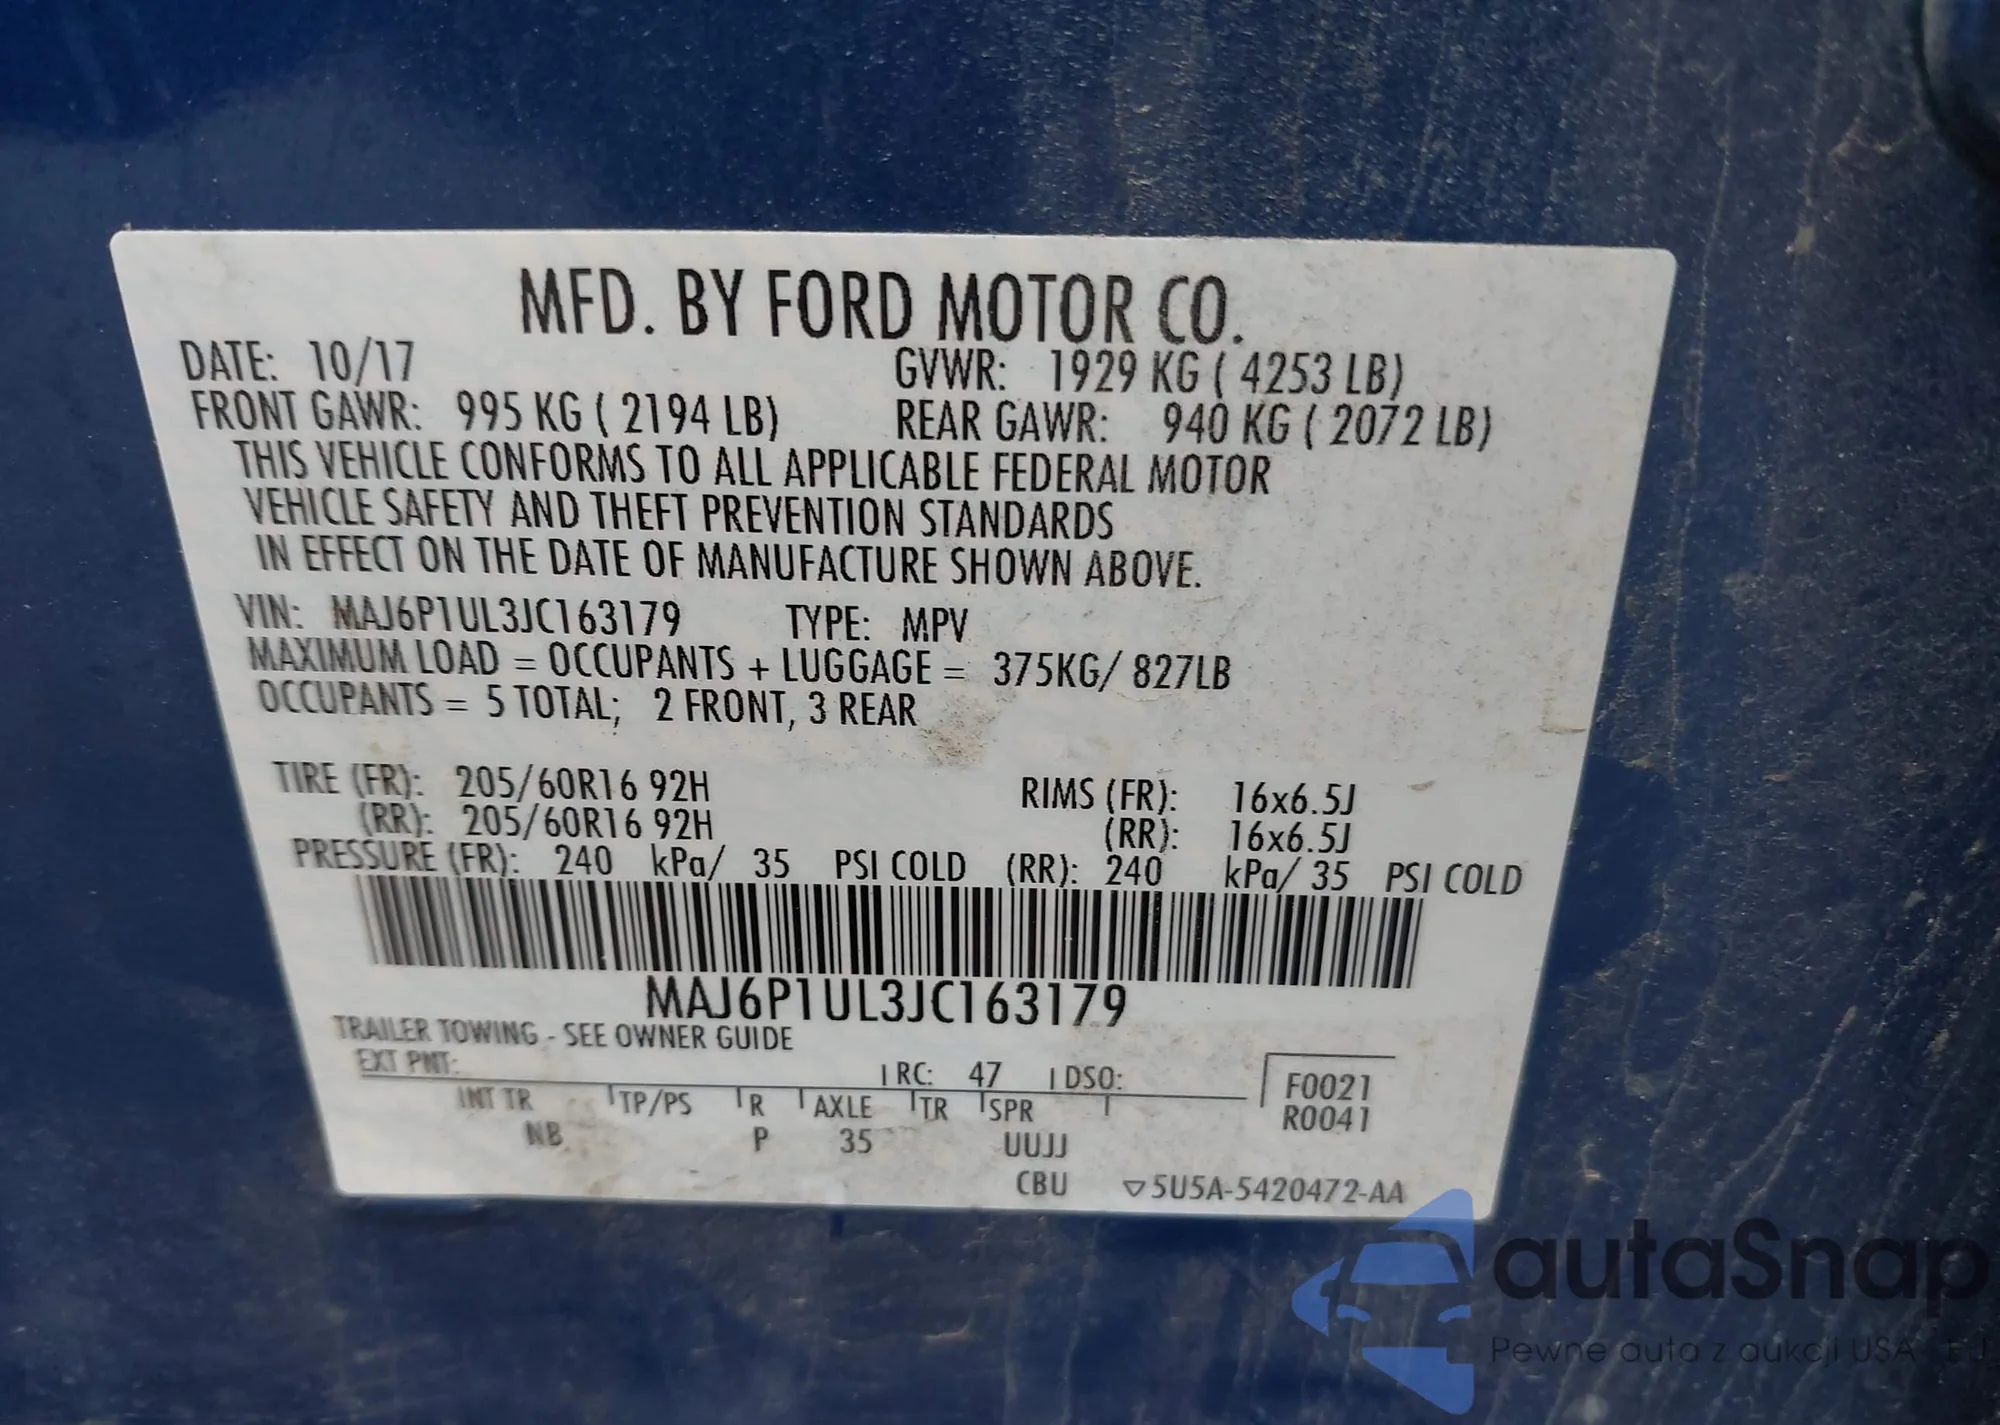 MFD. BY FORD MOTOR CO.
DATE: 10/17 GVWR: 1929 KG ( 4253 LB)
FRONT GAWR: 995 KG ( 2194 LB) REAR GAWR: 940 KG ( 2072 LB)
THIS VEHICLE CONFORMS TO ALL APPLICABLE FEDERAL MOTOR
VEHICLE SAFETY AND THEFT PREVENTION STANDARDS
IN EFFECT ON THE DATE OF MANUFACTURE SHOWN ABOVE.
VIN: MAJ6P1UL3JC163179 TYPE: MPV
MAXIMUM LOAD = OCCUPANTS + LUGGAGE = 375KG/ 827LB
OCCUPANTS = 5 TOTAL; 2 FRONT, 3 REAR
TIRE (FR): 205/60R16 92H RIMS (FR): 16x6.5J
(RR): 205/60R16 92H (RR): 16x6.5J
PRESSURE (FR): 240 kPa/ 35 PSI COLD (RR): 240 kPa/ 35 PSI COLD
MAJ6P1UL3JC163179
TRAILER TOWING - SEE OWNER GUIDE
EXT PNT: RC: 47 DSO:
INT TR TP/PS R AXLE TR SPR
NB P 35 UUJJ
F0021
R0041
CBU ▽5U5A-5420472-AA
autaSnap
Pewne auta z aukcji USA